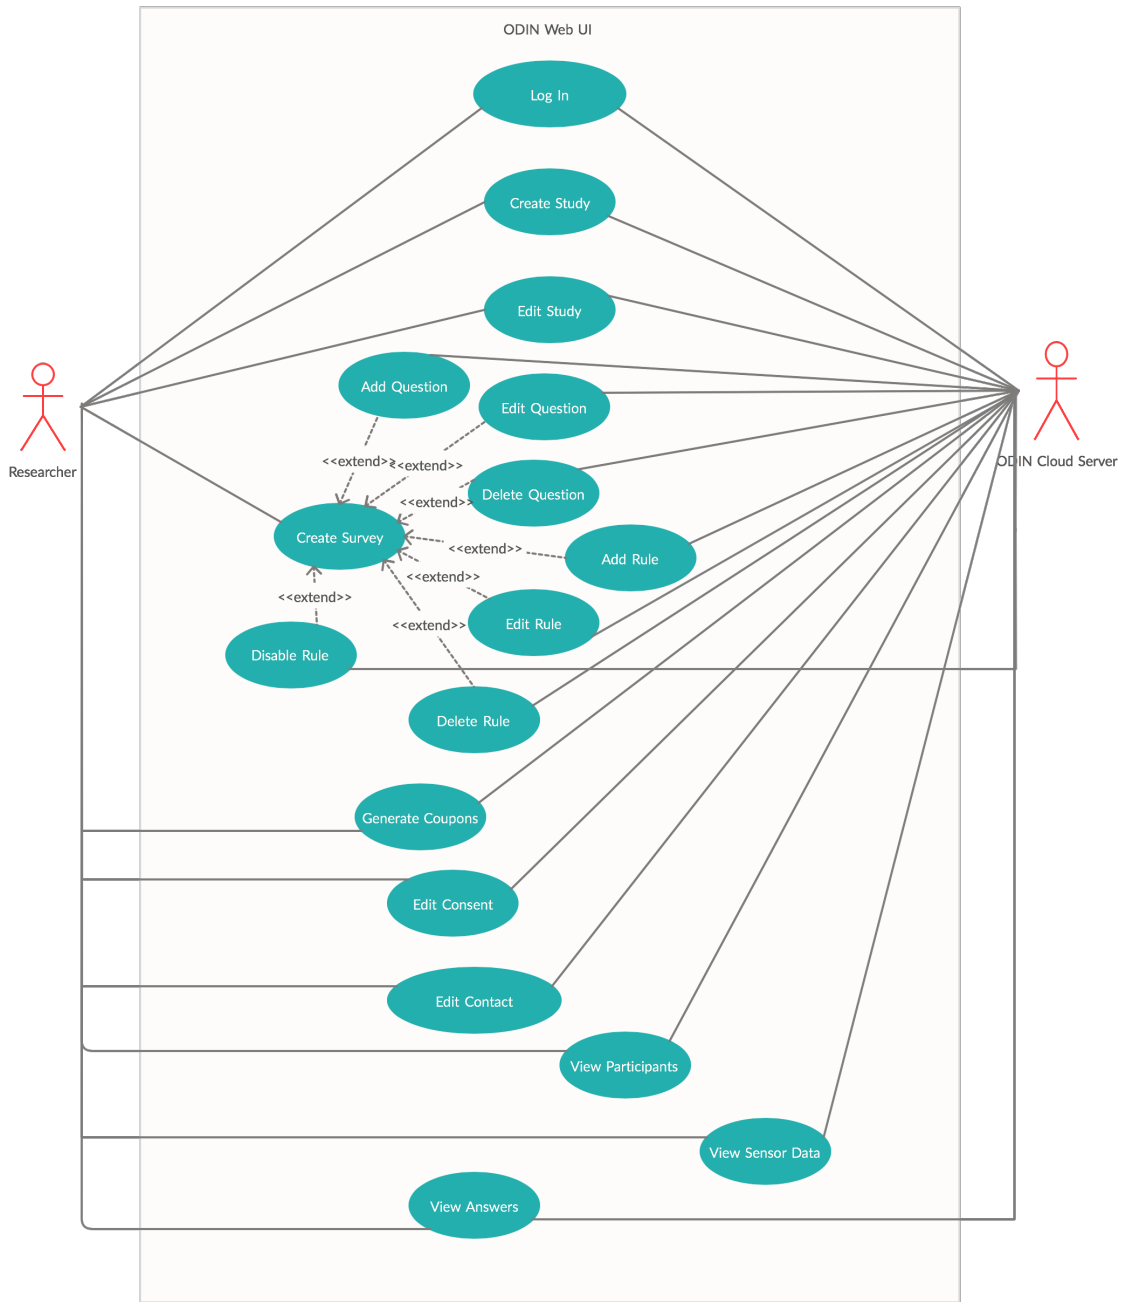 ODIN Web UI
Log In
Create Study
Edit Study
Add Question
Edit Question
<<extend>>
<<extend>>
Researcher
ODIN Cloud Server
Delete Question
<<extend>>
Create Survey
<<extend>>
Add Rule
<<extend>>
<<extend>>
Edit Rule
<<extend>>
Disable Rule
Delete Rule
Generate Coupons
Edit Consent
Edit Contact
View Participants
View Sensor Data
View Answers